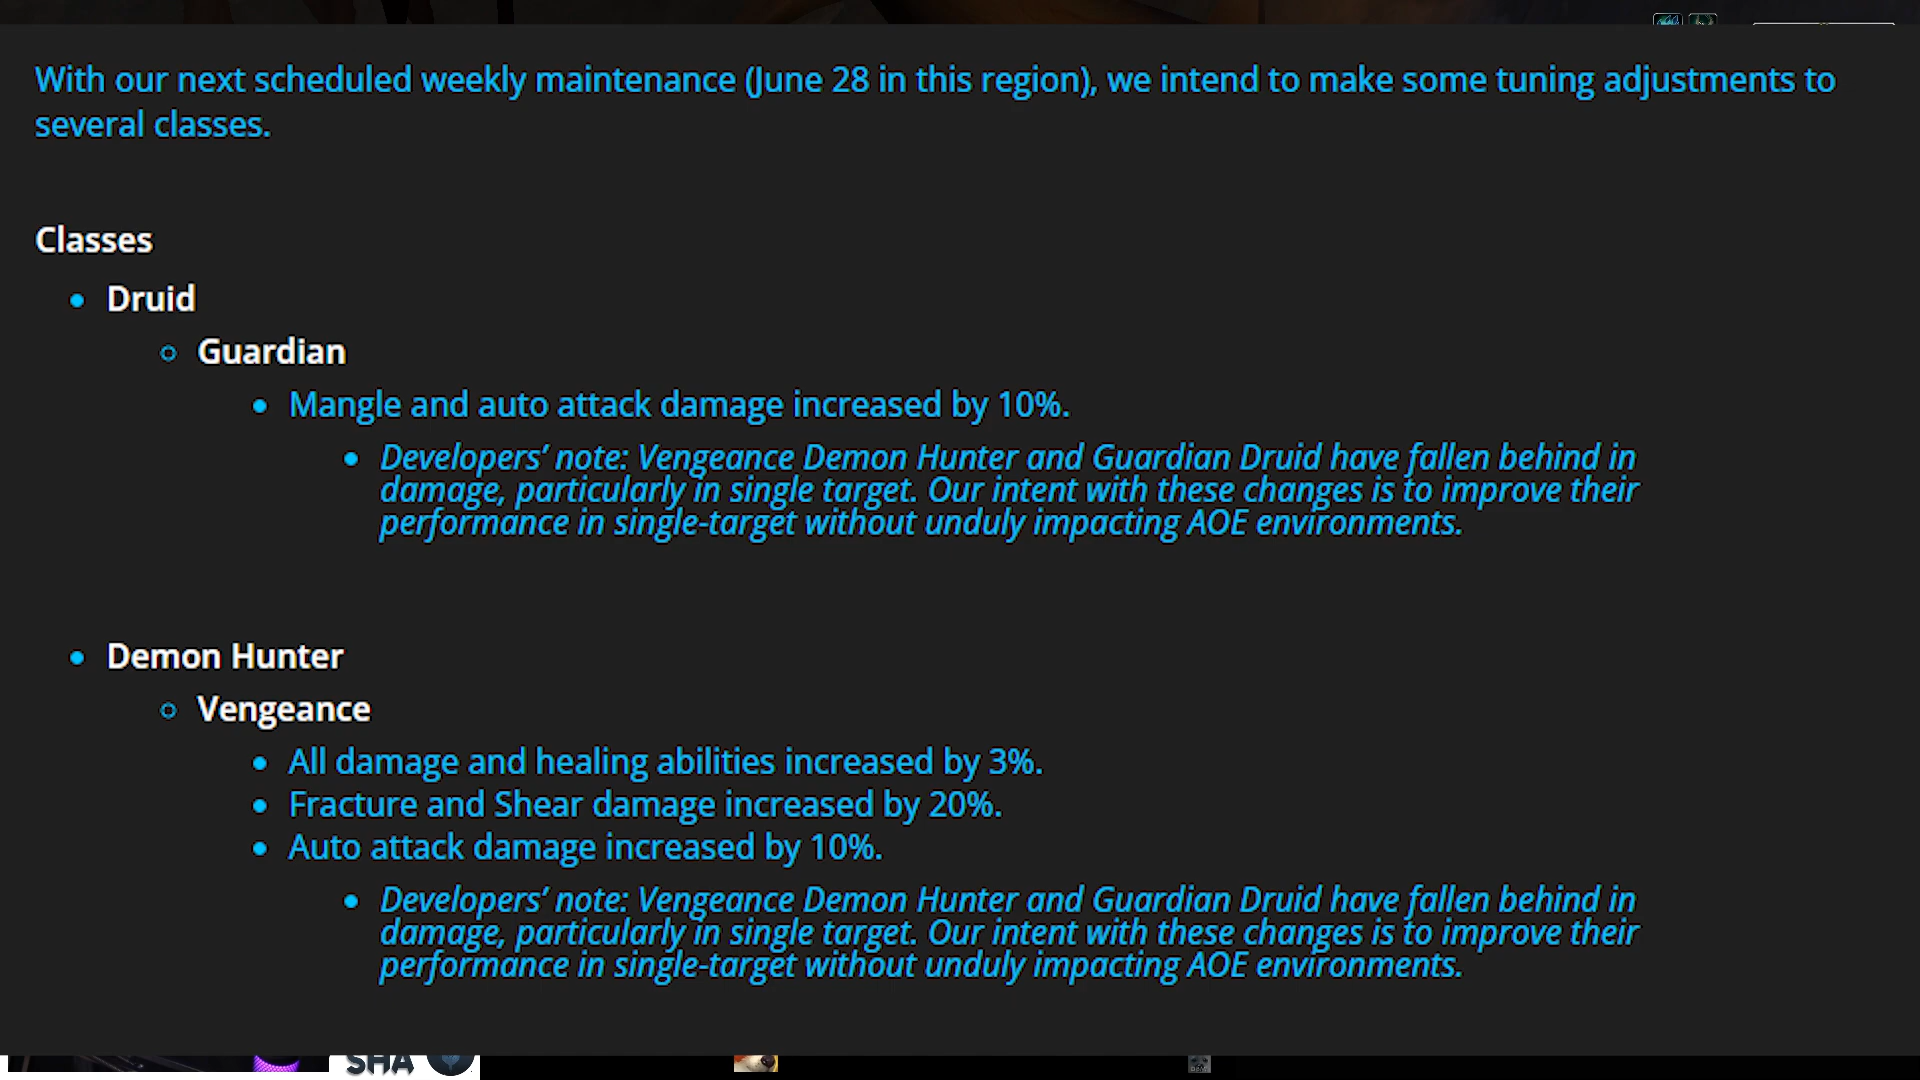 With our next scheduled weekly maintenance (June 28 in this region), we intend to make some tuning adjustments to
several classes.
Classes
Druid
Guardian
Mangle and auto attack damage increased by 10%.
Developers’ note: Vengeance Demon Hunter and Guardian Druid have fallen behind in
damage, particularly in single target. Our intent with these changes is to improve their
performance in single-target without unduly impacting AOE environments.
Demon Hunter
Vengeance
All damage and healing abilities increased by 3%.
Fracture and Shear damage increased by 20%.
Auto attack damage increased by 10%.
Developers’ note: Vengeance Demon Hunter and Guardian Druid have fallen behind in
damage, particularly in single target. Our intent with these changes is to improve their
performance in single-target without unduly impacting AOE environments.
SHA